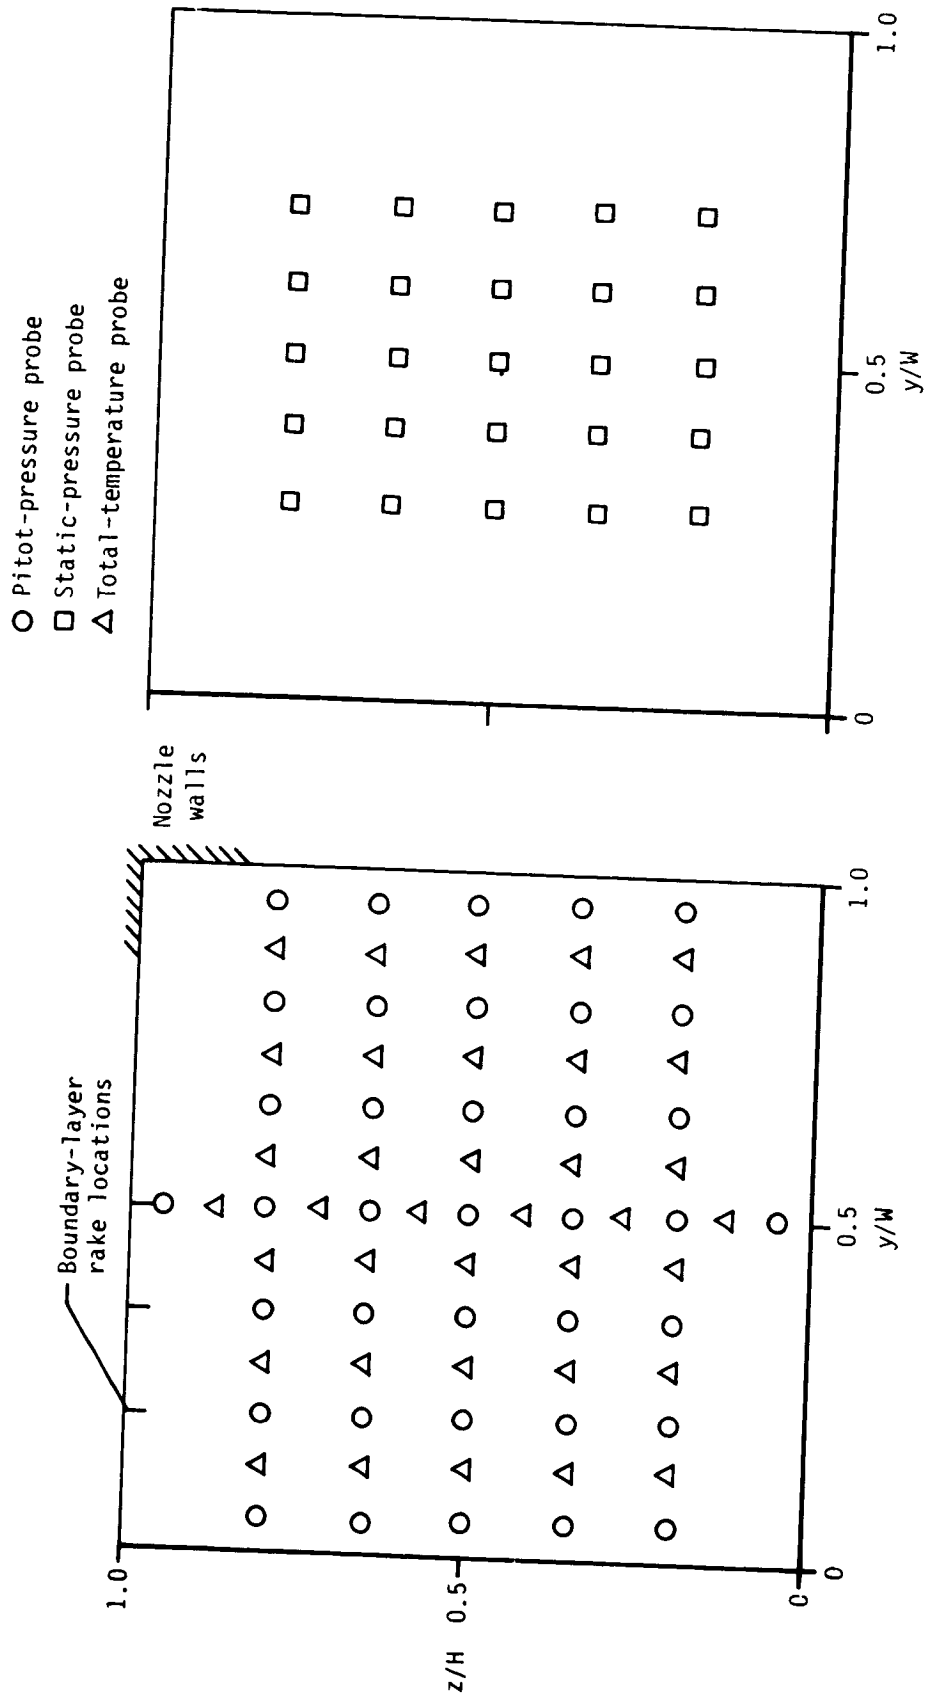 ○ Pitot-pressure probe
□ Static-pressure probe
△ Total-temperature probe
Boundary-layer
rake locations
Nozzle
walls
1.0
z/H 0.5
0
0
0.5
1.0
y/W
0
0.5
1.0
y/W